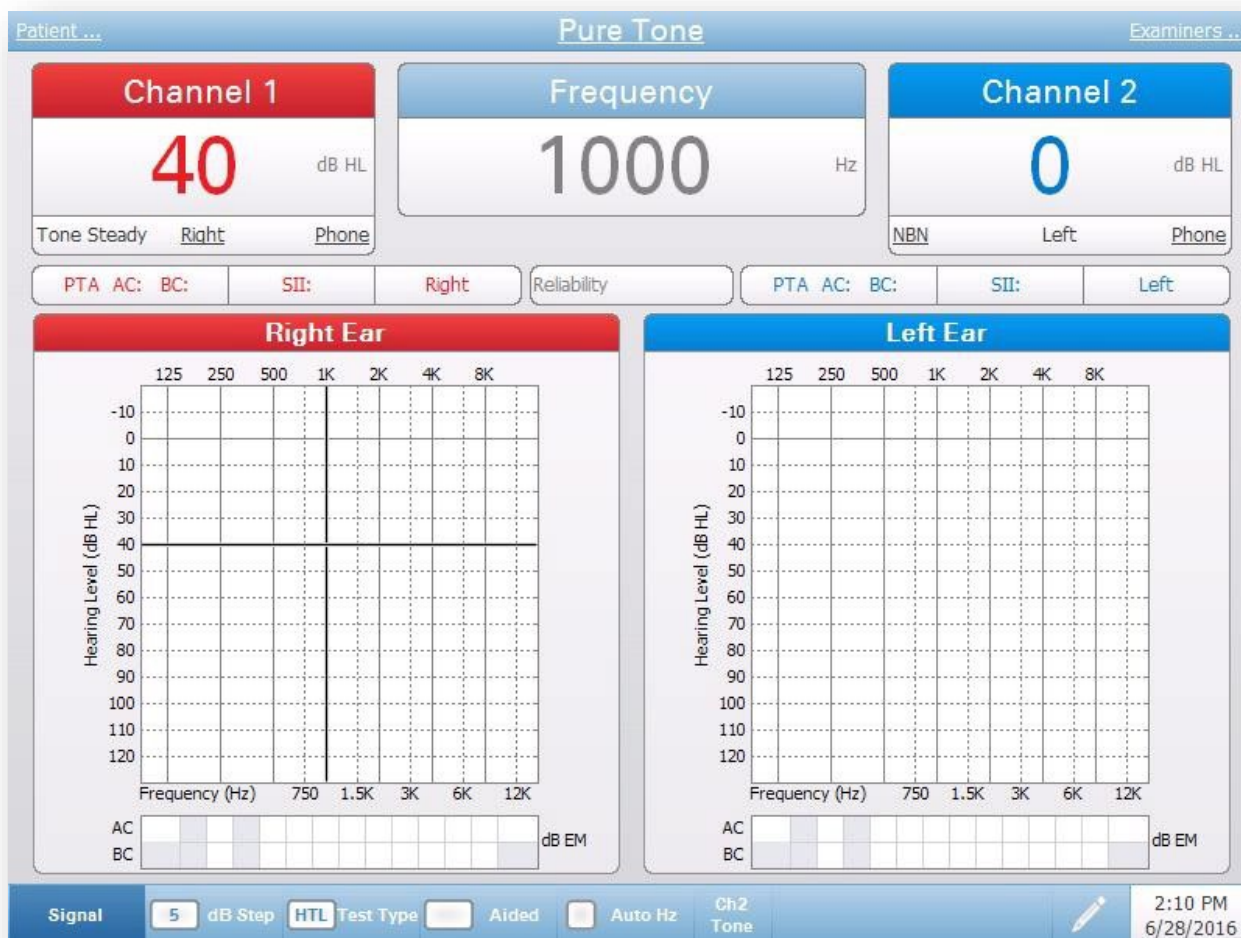 Patient ... Pure Tone Examiners ..
Channel 1 Frequency Channel 2
40 dB HL 1000 Hz 0 dB HL
Tone Steady Right Phone NBN Left Phone
PTA AC: BC: SII: Right Reliability PTA AC: BC: SII: Left
Right Ear
125 250 500 1K 2K 4K 8K
-10
0
10
20
30
40
50
60
70
80
90
100
110
120
Hearing Level (dB HL)
Frequency (Hz) 750 1.5K 3K 6K 12K
AC
BC
dB EM
Left Ear
125 250 500 1K 2K 4K 8K
-10
0
10
20
30
40
50
60
70
80
90
100
110
120
Hearing Level (dB HL)
Frequency (Hz) 750 1.5K 3K 6K 12K
AC
BC
dB EM
Signal 5 dB Step HTL Test Type Aided Auto Hz Ch2
Tone
2:10 PM
6/28/2016